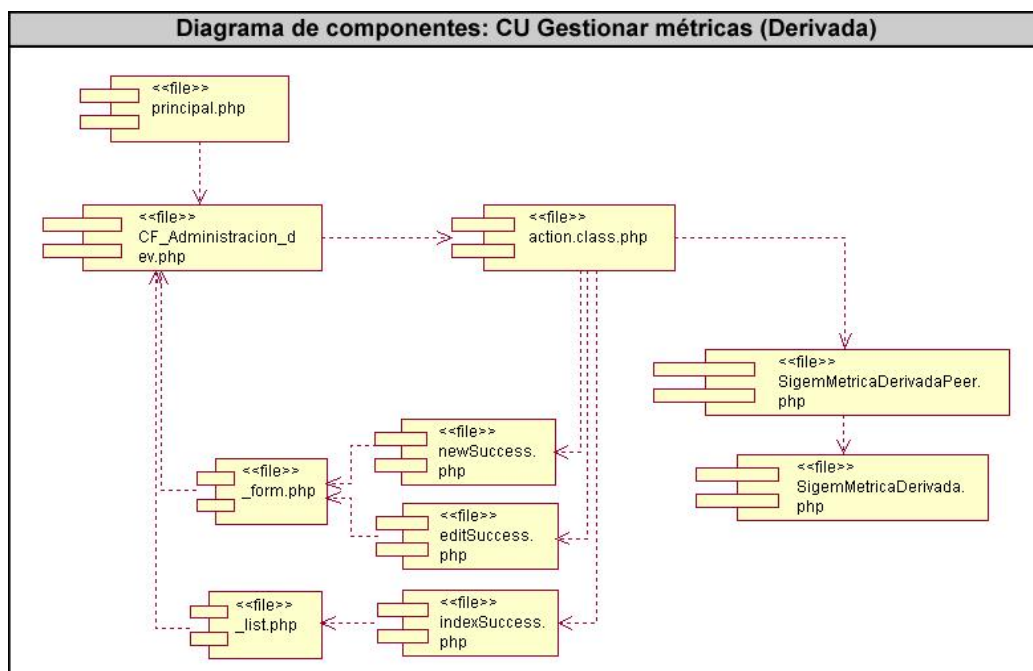 Diagrama de componentes: CU Gestionar métricas (Derivada)
<<file>>
principal.php
<<file>>
CF_Administracion_d
ev.php
<<file>>
action.class.php
<<file>>
SigemMetricaDerivadaPeer.
php
<<file>>
newSuccess.
php
<<file>>
_form.php
<<file>>
SigemMetricaDerivada.
php
<<file>>
editSuccess.
php
<<file>>
_list.php
<<file>>
indexSuccess.
php